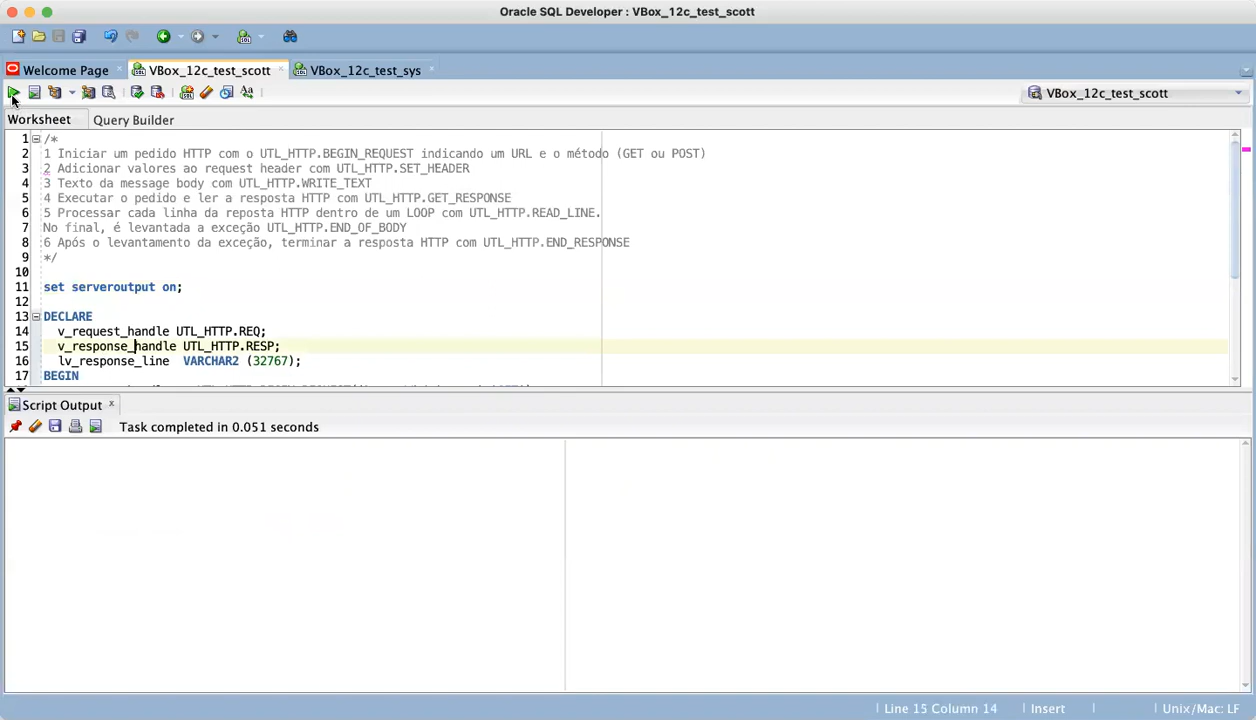 Oracle SQL Developer : VBox_12c_test_scott
Welcome Page
VBox_12c_test_scott
VBox_12c_test_sys
VBox_12c_test_scott
Worksheet
Query Builder
1 /*
2 1 Iniciar um pedido HTTP com o UTL_HTTP.BEGIN_REQUEST indicando um URL e o método (GET ou POST)
3 2 Adicionar valores ao request header com UTL_HTTP.SET_HEADER
4 3 Texto da message body com UTL_HTTP.WRITE_TEXT
5 4 Executar o pedido e ler a resposta HTTP com UTL_HTTP.GET_RESPONSE
6 5 Processar cada linha da reposta HTTP dentro de um LOOP com UTL_HTTP.READ_LINE.
7 No final, é levantada a exceção UTL_HTTP.END_OF_BODY
8 6 Após o levantamento da exceção, terminar a resposta HTTP com UTL_HTTP.END_RESPONSE
9 */
10
11 set serveroutput on;
12
13 DECLARE
14 v_request_handle UTL_HTTP.REQ;
15 v_response_handle UTL_HTTP.RESP;
16 lv_response_line VARCHAR2 (32767);
17 BEGIN
Script Output
Task completed in 0.051 seconds
Line 15 Column 14
Insert
Unix/Mac: LF